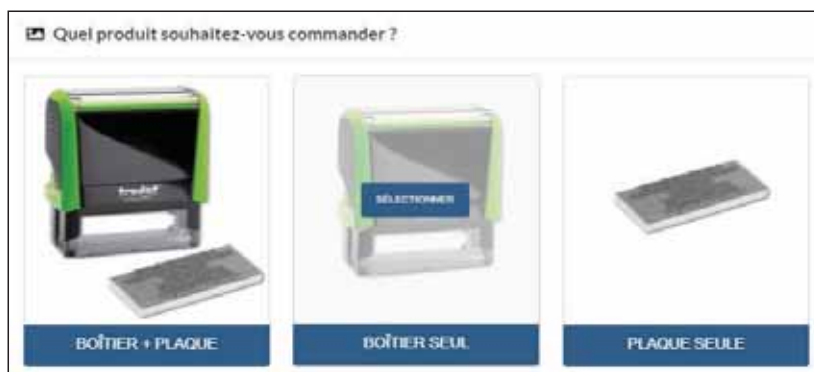 Quel produit souhaitez-vous commander ?
trodat
SÉLECTIONNER
BOÎTIER + PLAQUE
BOÎTIER SEUL
PLAQUE SEULE